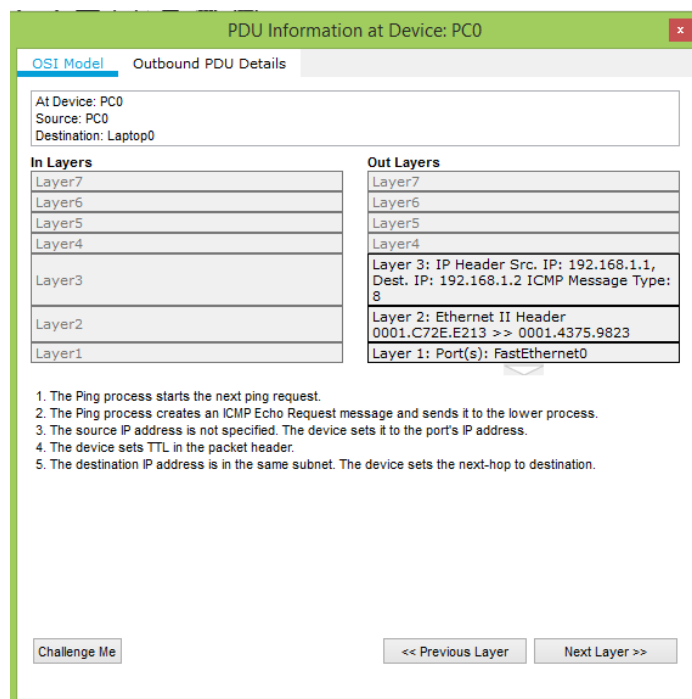 PDU Information at Device: PC0
x
OSI Model Outbound PDU Details
At Device: PC0
Source: PC0
Destination: Laptop0
In Layers
Layer7
Layer6
Layer5
Layer4
Layer3
Layer2
Layer1
Out Layers
Layer7
Layer6
Layer5
Layer4
Layer 3: IP Header Src. IP: 192.168.1.1,
Dest. IP: 192.168.1.2 ICMP Message Type:
8
Layer 2: Ethernet II Header
0001.C72E.E213 >> 0001.4375.9823
Layer 1: Port(s): FastEthernet0
1. The Ping process starts the next ping request.
2. The Ping process creates an ICMP Echo Request message and sends it to the lower process.
3. The source IP address is not specified. The device sets it to the port's IP address.
4. The device sets TTL in the packet header.
5. The destination IP address is in the same subnet. The device sets the next-hop to destination.
Challenge Me
<< Previous Layer
Next Layer >>